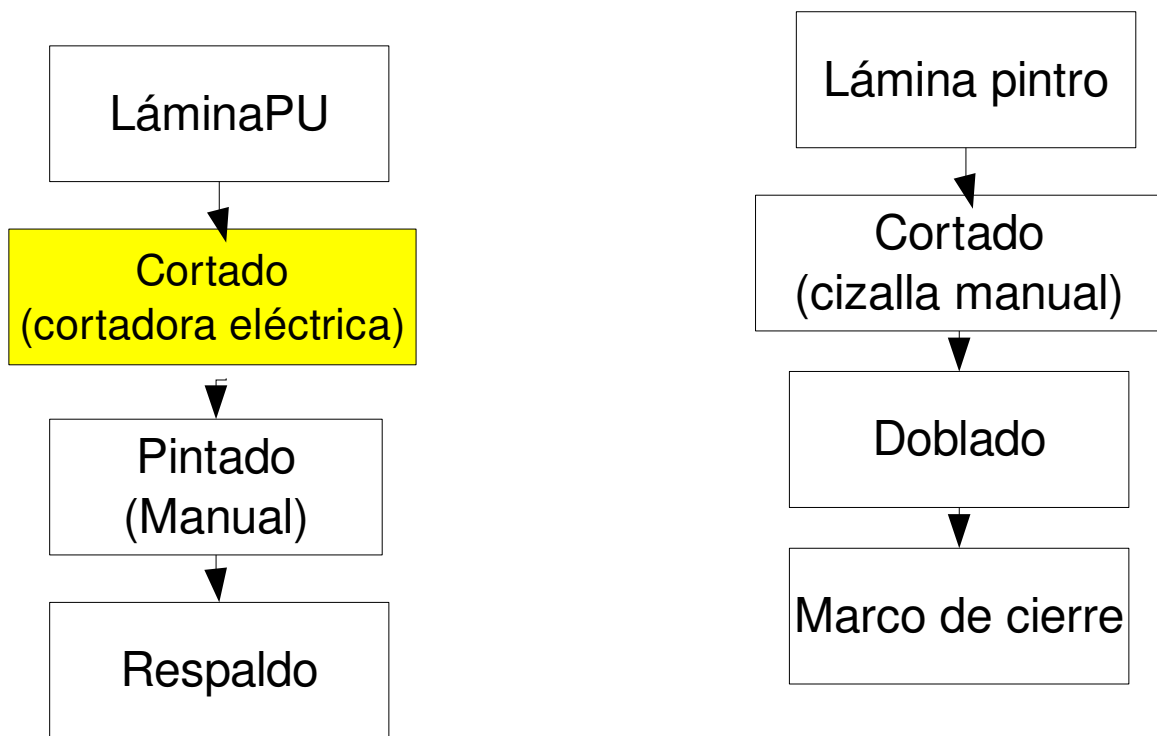 LáminaPU
Cortado
(cortadora eléctrica)
Pintado
(Manual)
Respaldo
Lámina pintro
Cortado
(cizalla manual)
Doblado
Marco de cierre